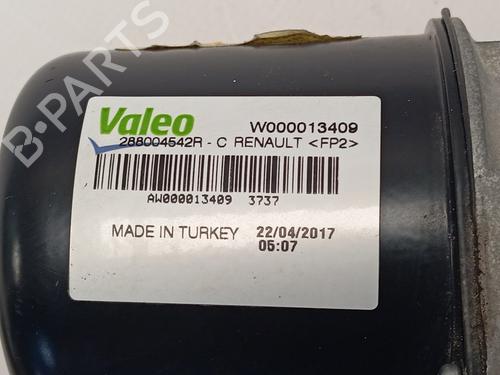 B-PARTS
Valeo
W000013409
288004542R - C RENAULT <FP2>
AW000013409 3737
MADE IN TURKEY 22/04/2017
05:07